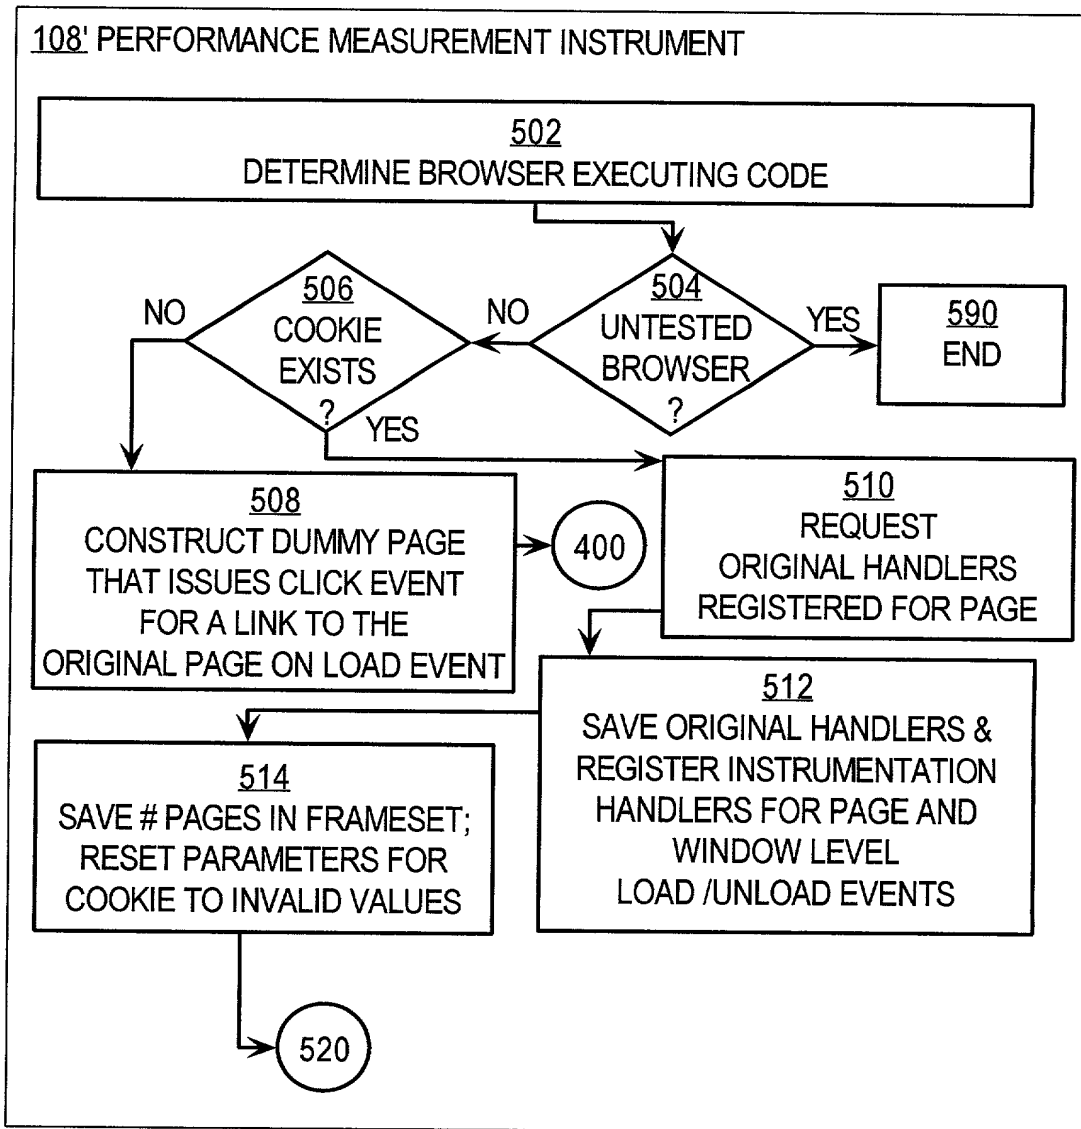 108' PERFORMANCE MEASUREMENT INSTRUMENT
502
DETERMINE BROWSER EXECUTING CODE
506
COOKIE
EXISTS
?
NO
YES
504
UNTESTED
BROWSER
?
NO
YES
590
END
508
CONSTRUCT DUMMY PAGE
THAT ISSUES CLICK EVENT
FOR A LINK TO THE
ORIGINAL PAGE ON LOAD EVENT
400
510
REQUEST
ORIGINAL HANDLERS
REGISTERED FOR PAGE
512
SAVE ORIGINAL HANDLERS &
REGISTER INSTRUMENTATION
HANDLERS FOR PAGE AND
WINDOW LEVEL
LOAD /UNLOAD EVENTS
514
SAVE # PAGES IN FRAMESET;
RESET PARAMETERS FOR
COOKIE TO INVALID VALUES
520